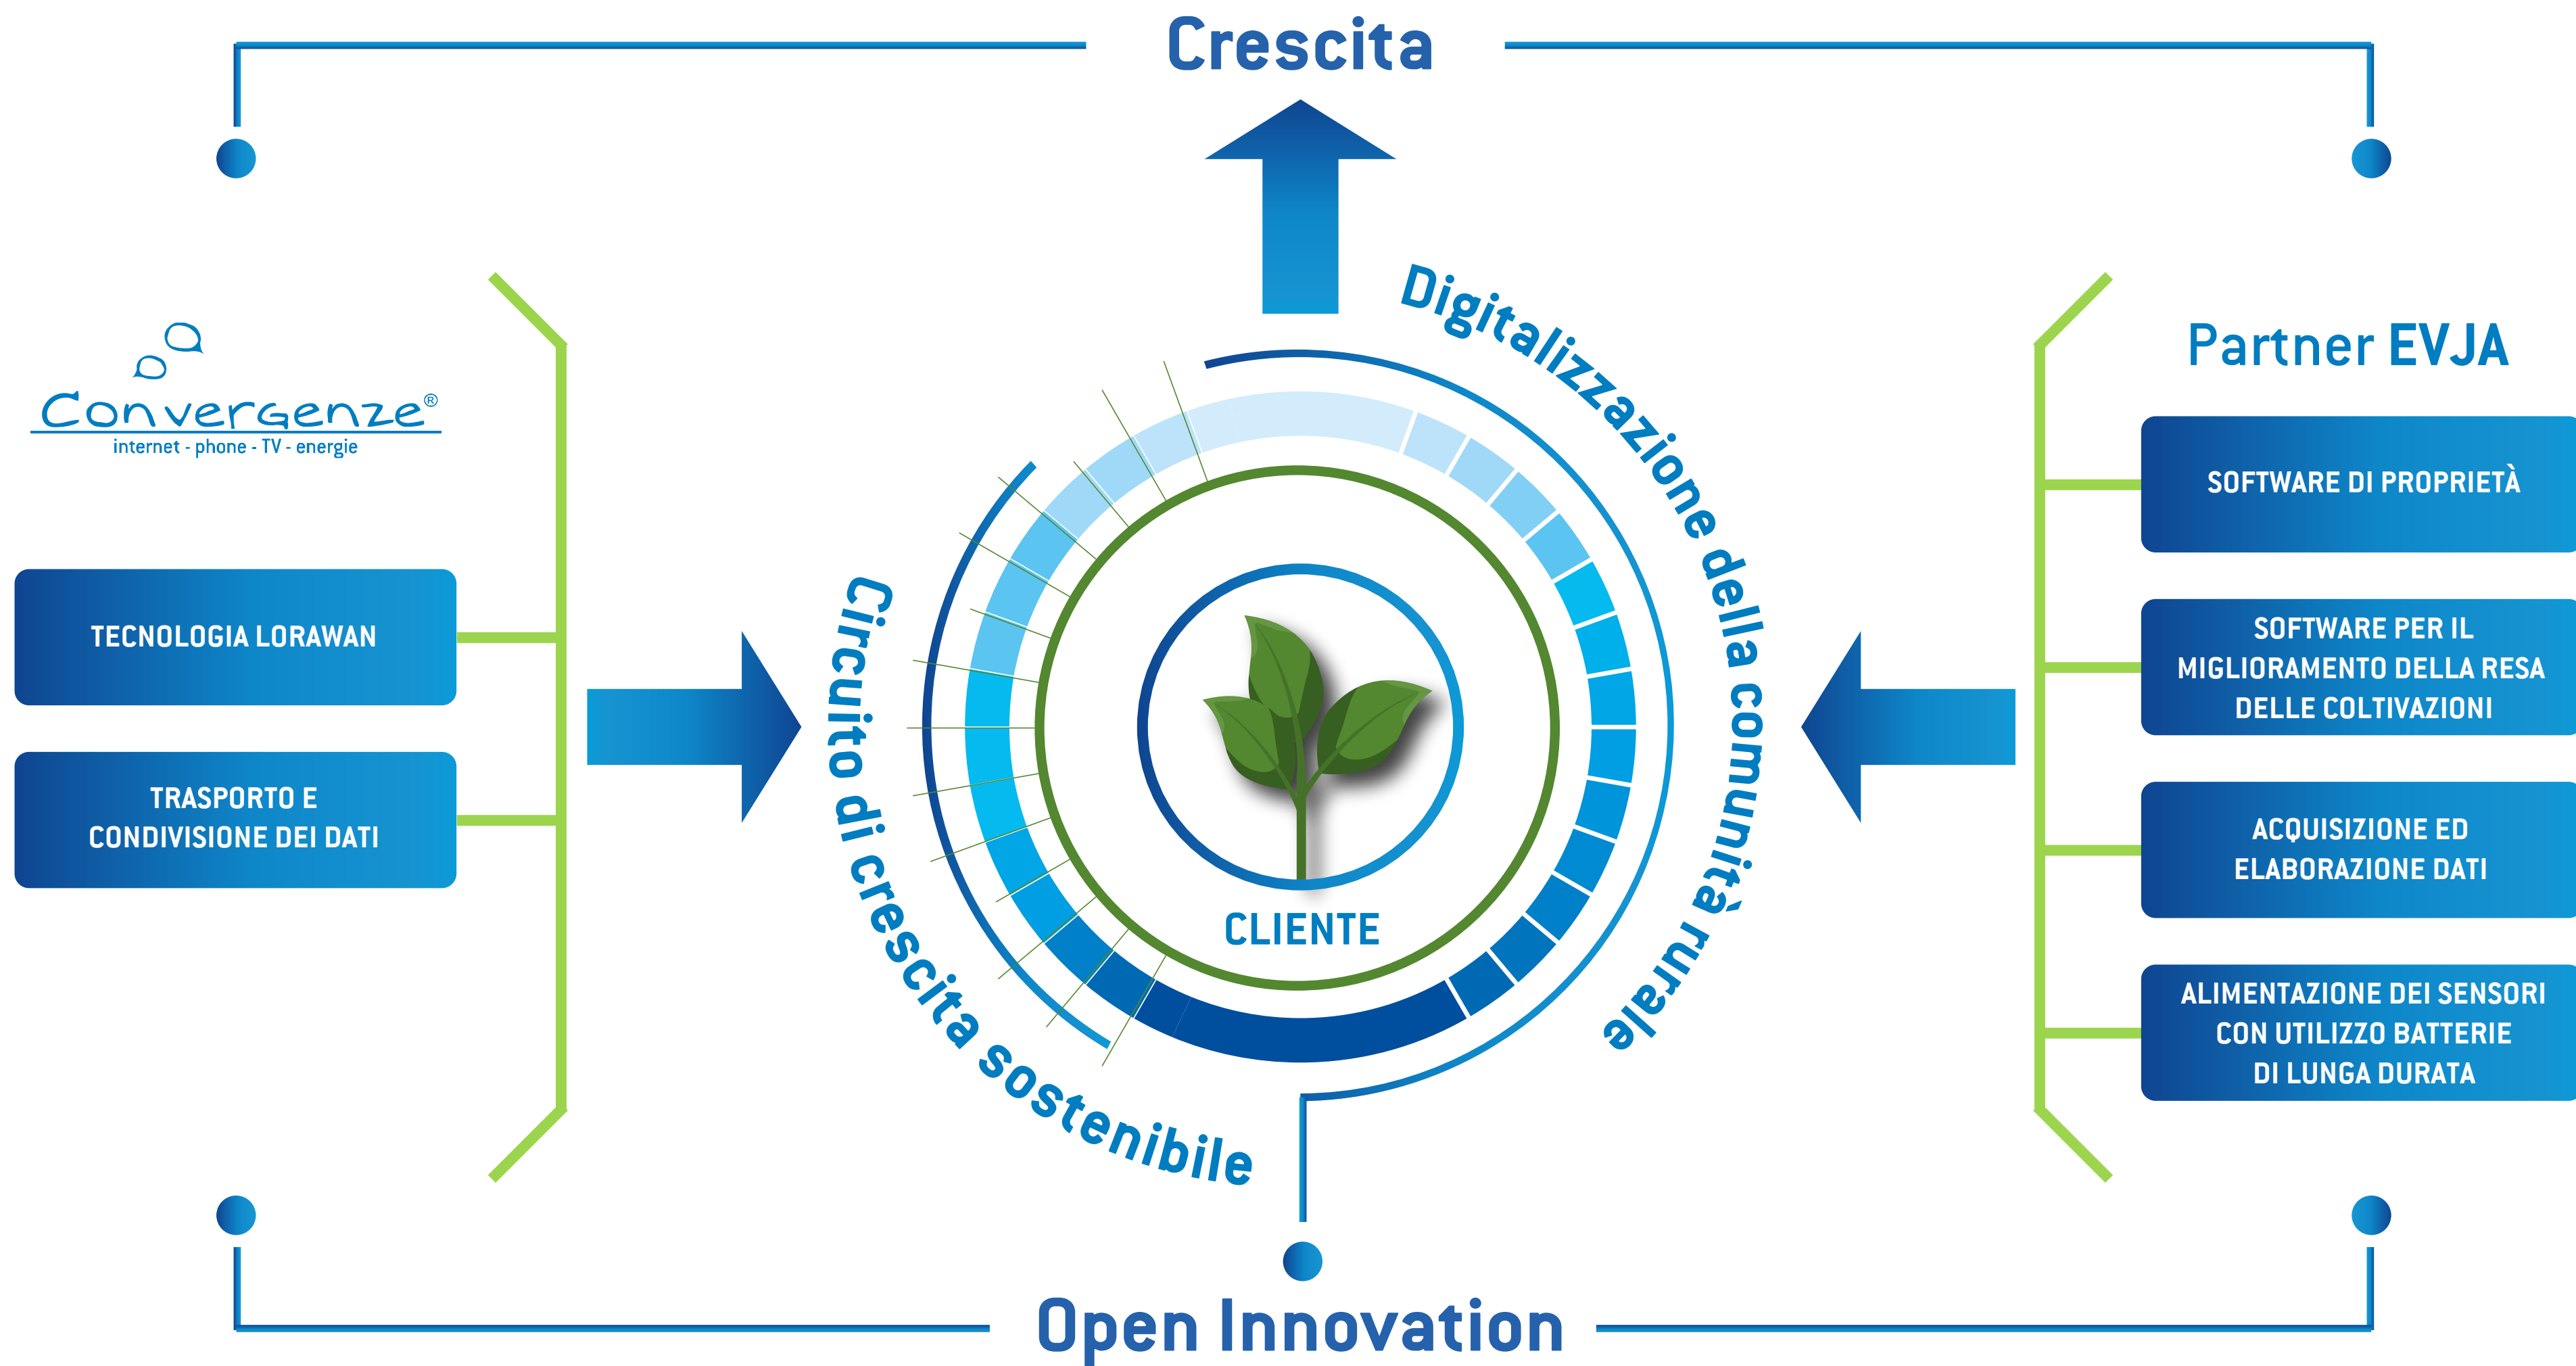 Crescita
Convergenze®
internet - phone - TV - energie
TECNOLOGIA LORAWAN
TRASPORTO E
CONDIVISIONE DEI DATI
Circuito di crescita sostenibile
Digitalizzazione della comunità rurale
CLIENTE
Partner EVJA
SOFTWARE DI PROPRIETÀ
SOFTWARE PER IL
MIGLIORAMENTO DELLA RESA
DELLE COLTIVAZIONI
ACQUISIZIONE ED
ELABORAZIONE DATI
ALIMENTAZIONE DEI SENSORI
CON UTILIZZO BATTERIE
DI LUNGA DURATA
Open Innovation